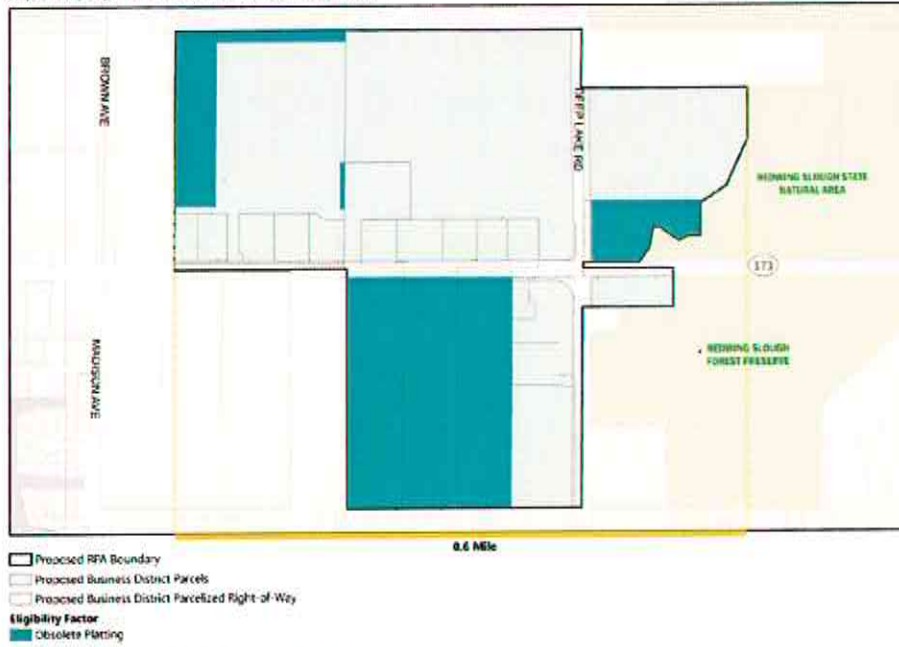 BROWN AVE
DEEP LAKE RD
REDWING SLOUGH STATE
NATURAL AREA
173
MADISON AVE
REDWING SLOUGH
FOREST PRESERVE
0.6 Mile
Proposed RPA Boundary
Proposed Business District Parcels
Proposed Business District Parcelized Right-of-Way
Eligibility Factor
Obsolete Platting